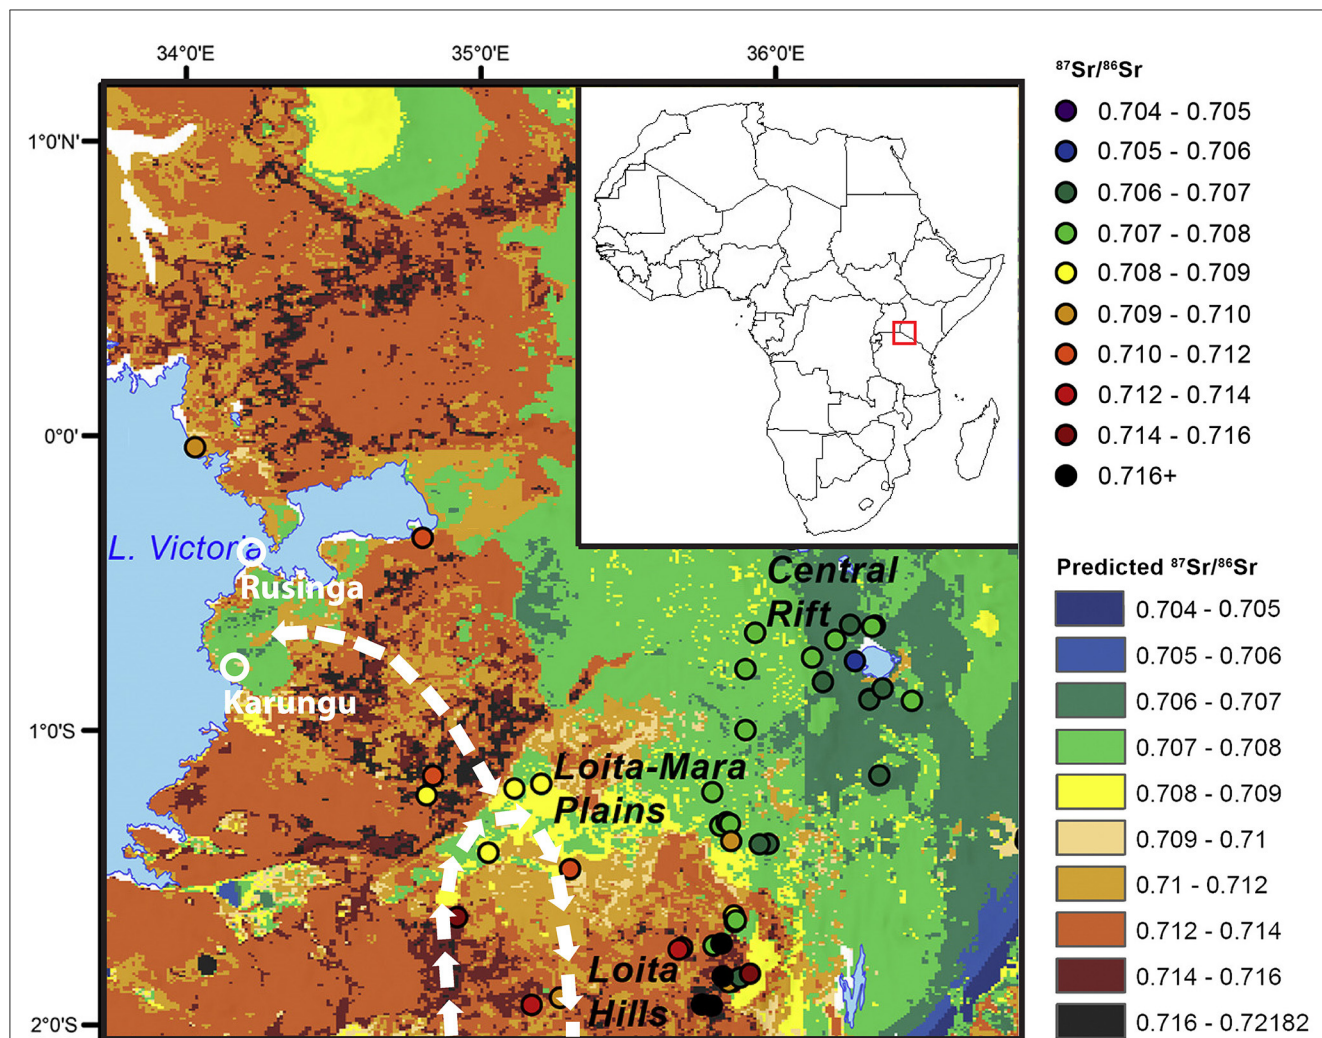 34°0'E
35°0'E
36°0'E
1°0'N'
0°0'
1°0'S
2°0'S
L. Victoria
Rusinga
Karungu
Central
Rift
Loita-Mara
Plains
Loita
Hills
⁸⁷Sr/⁸⁶Sr
0.704 - 0.705
0.705 - 0.706
0.706 - 0.707
0.707 - 0.708
0.708 - 0.709
0.709 - 0.710
0.710 - 0.712
0.712 - 0.714
0.714 - 0.716
0.716+
Predicted ⁸⁷Sr/⁸⁶Sr
0.704 - 0.705
0.705 - 0.706
0.706 - 0.707
0.707 - 0.708
0.708 - 0.709
0.709 - 0.71
0.71 - 0.712
0.712 - 0.714
0.714 - 0.716
0.716 - 0.72182